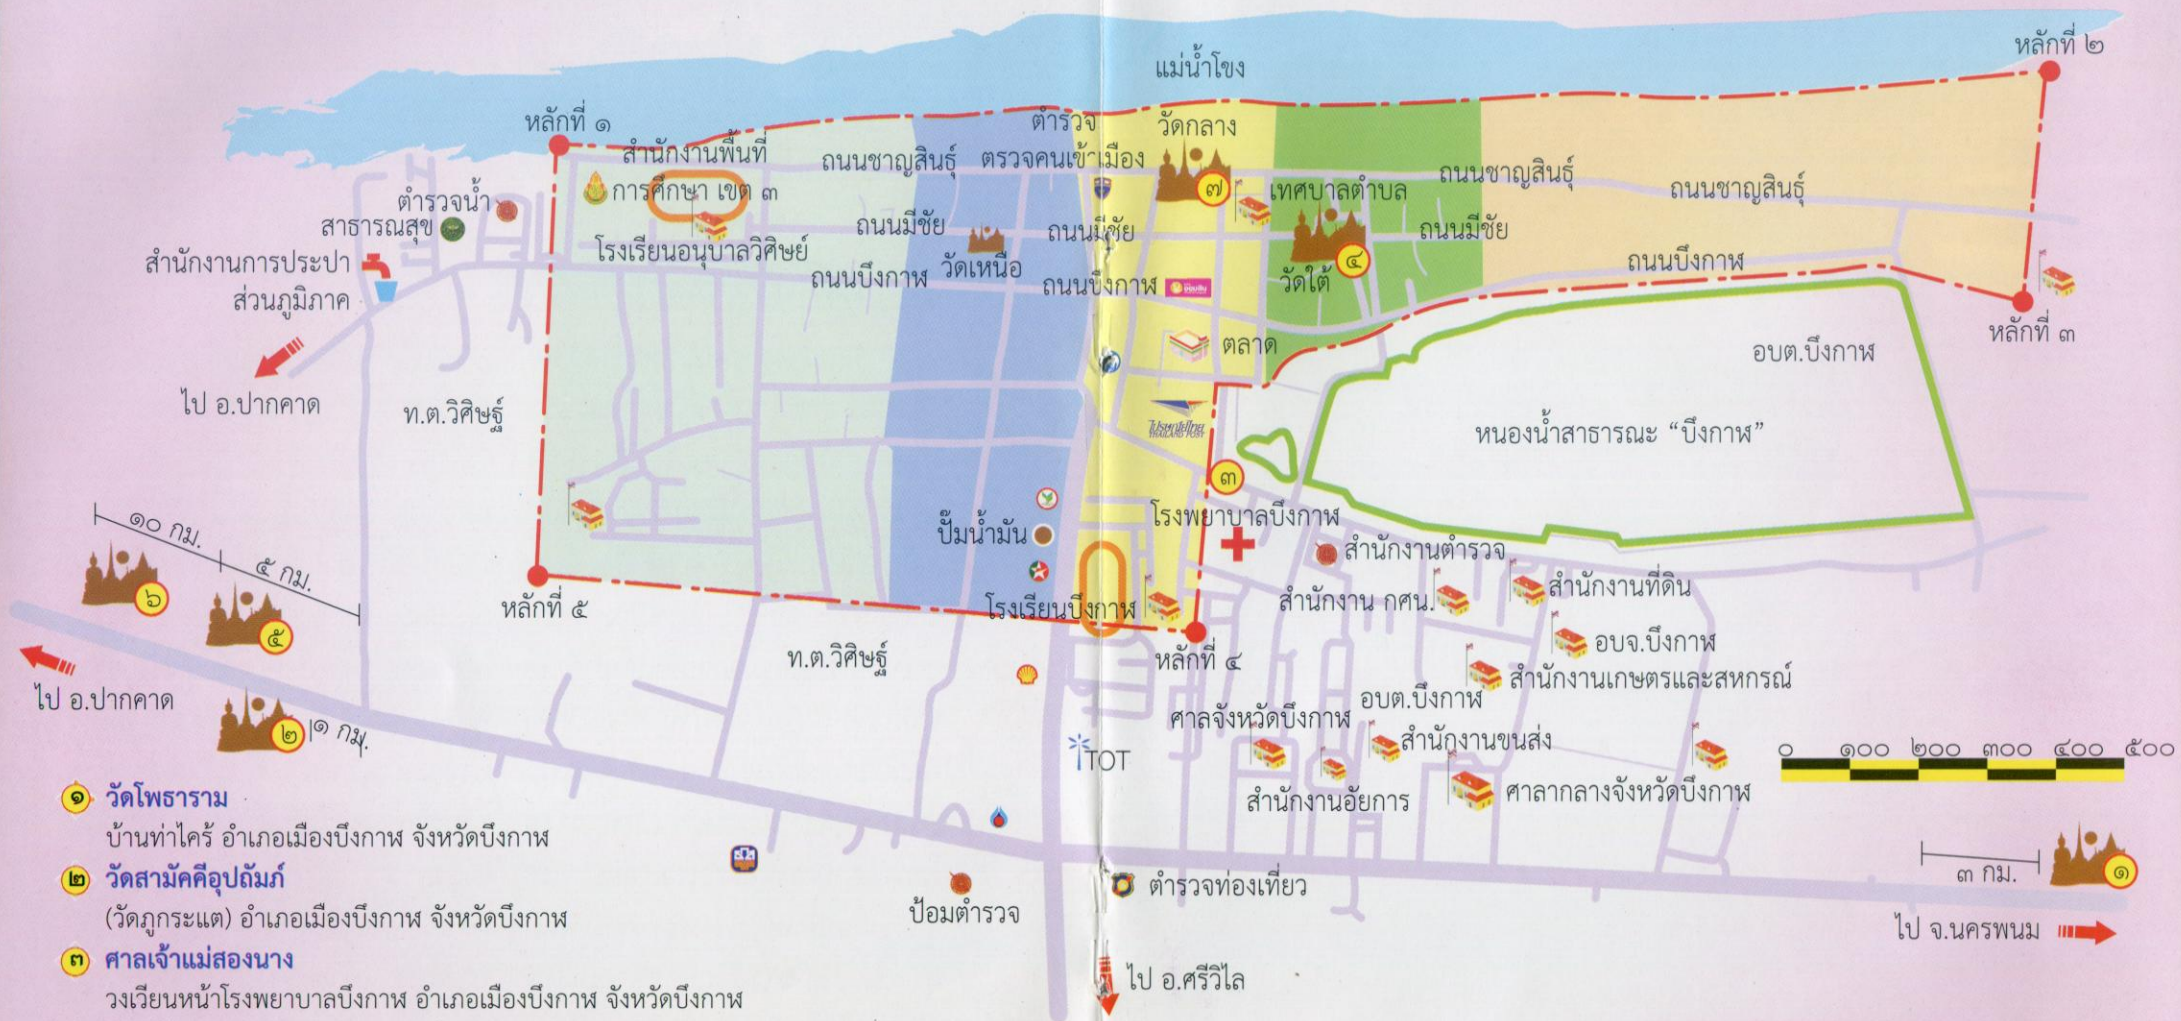 แม่น้ำโขง
หลักที่ ๒
หลักที่ ๑
ตำรวจ
ตรวจคนเข้าเมือง
วัดกลาง
๗
สำนักงานพื้นที่
การศึกษา เขต ๓
ถนนชาญสินธุ์
เทศบาลตำบล
ถนนชาญสินธุ์
ถนนชาญสินธุ์
ตำรวจน้ำ
สาธารณสุข
สำนักงานการประปา
ส่วนภูมิภาค
โรงเรียนอนุบาลวิศิษย์
ถนนมีชัย
ถนนมีชัย
ถนนมีชัย
วัดเหนือ
๔
วัดใต้
ถนนบึงกาฬ
ถนนบึงกาฬ
ถนนบึงกาฬ
ออมสิน
ตลาด
หลักที่ ๓
อบต.บึงกาฬ
ไป อ.ปากคาด
ท.ต.วิศิษฐ์
ไปรษณีย์ไทย
THAILAND POST
หนองน้ำสาธารณะ “บึงกาฬ”
๓
โรงพยาบาลบึงกาฬ
ปั๊มน้ำมัน
สำนักงานตำรวจ
๑๐ กม.
๕ กม.
๖
๕
หลักที่ ๕
โรงเรียนบึงกาฬ
สำนักงาน กศน.
สำนักงานที่ดิน
อบจ.บึงกาฬ
หลักที่ ๔
ท.ต.วิศิษฐ์
สำนักงานเกษตรและสหกรณ์
ไป อ.ปากคาด
๒
๑ กม.
อบต.บึงกาฬ
ศาลจังหวัดบึงกาฬ
สำนักงานขนส่ง
TOT
สำนักงานอัยการ
ศาลากลางจังหวัดบึงกาฬ
๐ ๑๐๐ ๒๐๐ ๓๐๐ ๔๐๐ ๕๐๐
๓ กม.
๑
ป้อมตำรวจ
ตำรวจท่องเที่ยว
ไป จ.นครพนม
ไป อ.ศรีวิไล
๑ วัดโพธาราม
บ้านท่าไคร้ อำเภอเมืองบึงกาฬ จังหวัดบึงกาฬ
๒ วัดสามัคคีอุปถัมภ์
(วัดภูกระแต) อำเภอเมืองบึงกาฬ จังหวัดบึงกาฬ
๓ ศาลเจ้าแม่สองนาง
วงเวียนหน้าโรงพยาบาลบึงกาฬ อำเภอเมืองบึงกาฬ จังหวัดบึงกาฬ